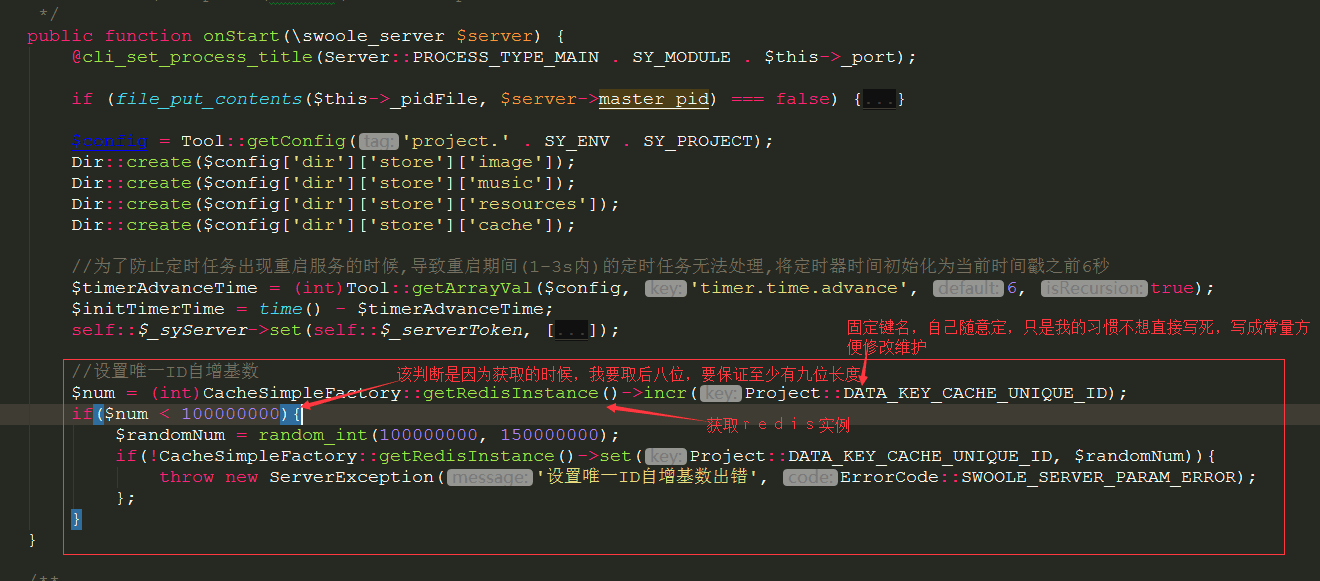 */
public function onStart(\swoole_server $server) {
@cli_set_process_title(Server::PROCESS_TYPE_MAIN . SY_MODULE . $this->_port);
if (file_put_contents($this->_pidFile, $server->master_pid) === false) {...}
$config = Tool::getConfig( tag: 'project.' . SY_ENV . SY_PROJECT);
Dir::create($config['dir']['store']['image']);
Dir::create($config['dir']['store']['music']);
Dir::create($config['dir']['store']['resources']);
Dir::create($config['dir']['store']['cache']);
//为了防止定时任务出现重启服务的时候,导致重启期间(1-3s内)的定时任务无法处理,将定时器时间初始化为当前时间戳之前6秒
$timerAdvanceTime = (int)Tool::getArrayVal($config, key: 'timer.time.advance', default: 6, isRecursion: true);
$initTimerTime = time() - $timerAdvanceTime;
self::$_syServer->set(self::$_serverToken, [...]);
固定键名，自己随意定，只是我的习惯不想直接写死，写成常量方
便修改维护
//设置唯一ID自增基数
该判断是因为获取的时候，我要取后八位，要保证至少有九位长度
$num = (int)CacheSimpleFactory::getRedisInstance()->incr( key: Project::DATA_KEY_CACHE_UNIQUE_ID);
if($num < 100000000){
获取ｒｅｄｉｓ实例
$randomNum = random_int(100000000, 150000000);
if(!CacheSimpleFactory::getRedisInstance()->set( key: Project::DATA_KEY_CACHE_UNIQUE_ID, $randomNum)){
throw new ServerException( message: '设置唯一ID自增基数出错', code: ErrorCode::SWOOLE_SERVER_PARAM_ERROR);
};
}
}
/**